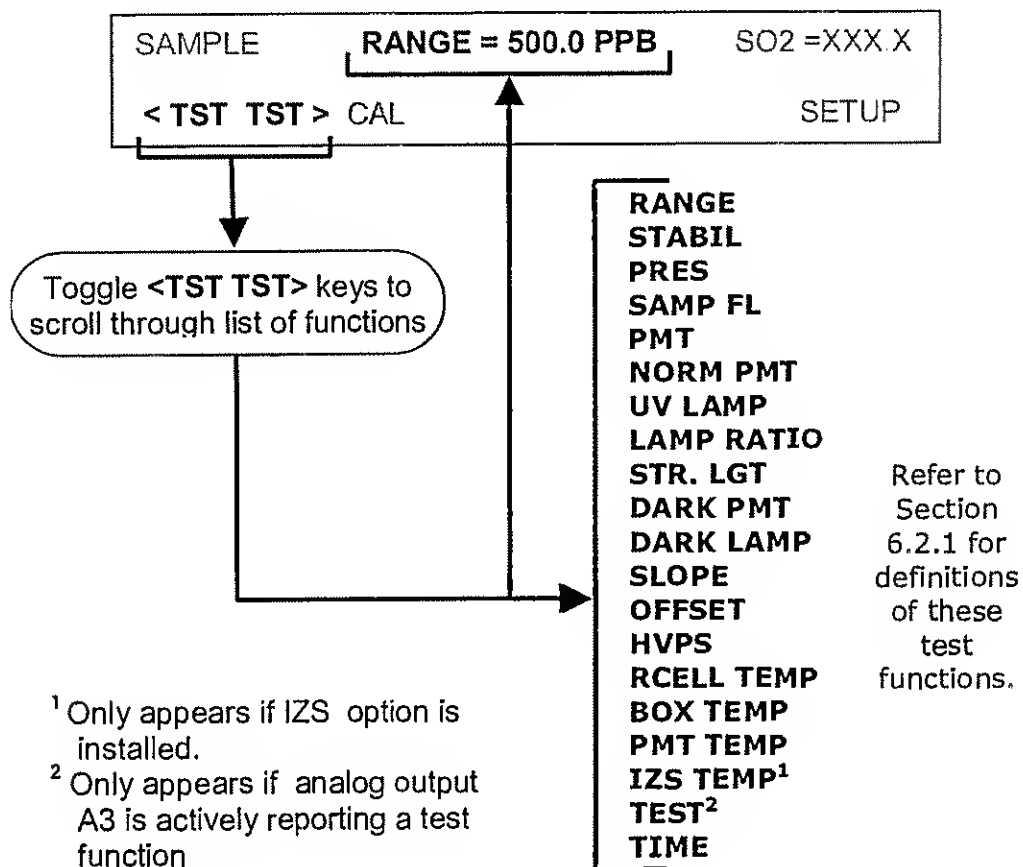 SAMPLE RANGE = 500.0 PPB SO2 =XXX.X
< TST TST > CAL SETUP
Toggle <TST TST> keys to
scroll through list of functions
RANGE
STABIL
PRES
SAMP FL
PMT
NORM PMT
UV LAMP
LAMP RATIO
STR. LGT
DARK PMT
DARK LAMP
SLOPE
OFFSET
HVPS
RCELL TEMP
BOX TEMP
PMT TEMP
IZS TEMP¹
TEST²
TIME
Refer to
Section
6.2.1 for
definitions
of these
test
functions.
¹ Only appears if IZS option is
installed.
² Only appears if analog output
A3 is actively reporting a test
function